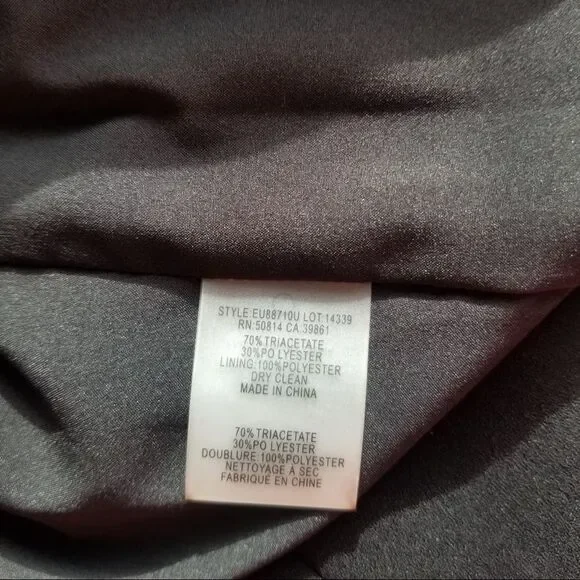 STYLE:EU88710U LOT:14339
RN:50814 CA:39861
70%TRIACETATE
30%PO LYESTER
LINING:100%POLYESTER
DRY CLEAN
MADE IN CHINA
70%TRIACETATE
30%PO LYESTER
DOUBLURE:100%POLYESTER
NETTOYAGE A SEC
FABRIQUE EN CHINE